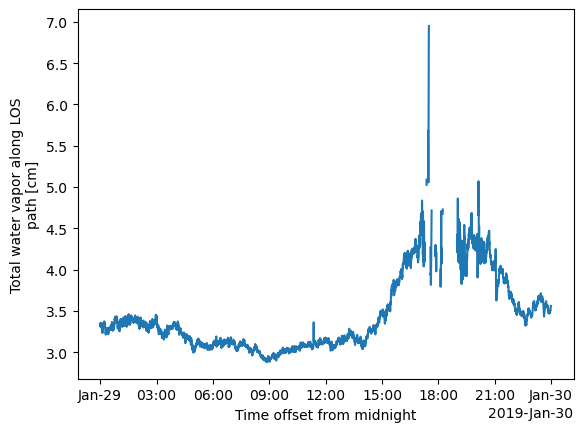 7.0
6.5
6.0
5.5
5.0
4.5
4.0
3.5
3.0
Total water vapor along LOS
path [cm]
Jan-29 03:00 06:00 09:00 12:00 15:00 18:00 21:00 Jan-30
Time offset from midnight
2019-Jan-30